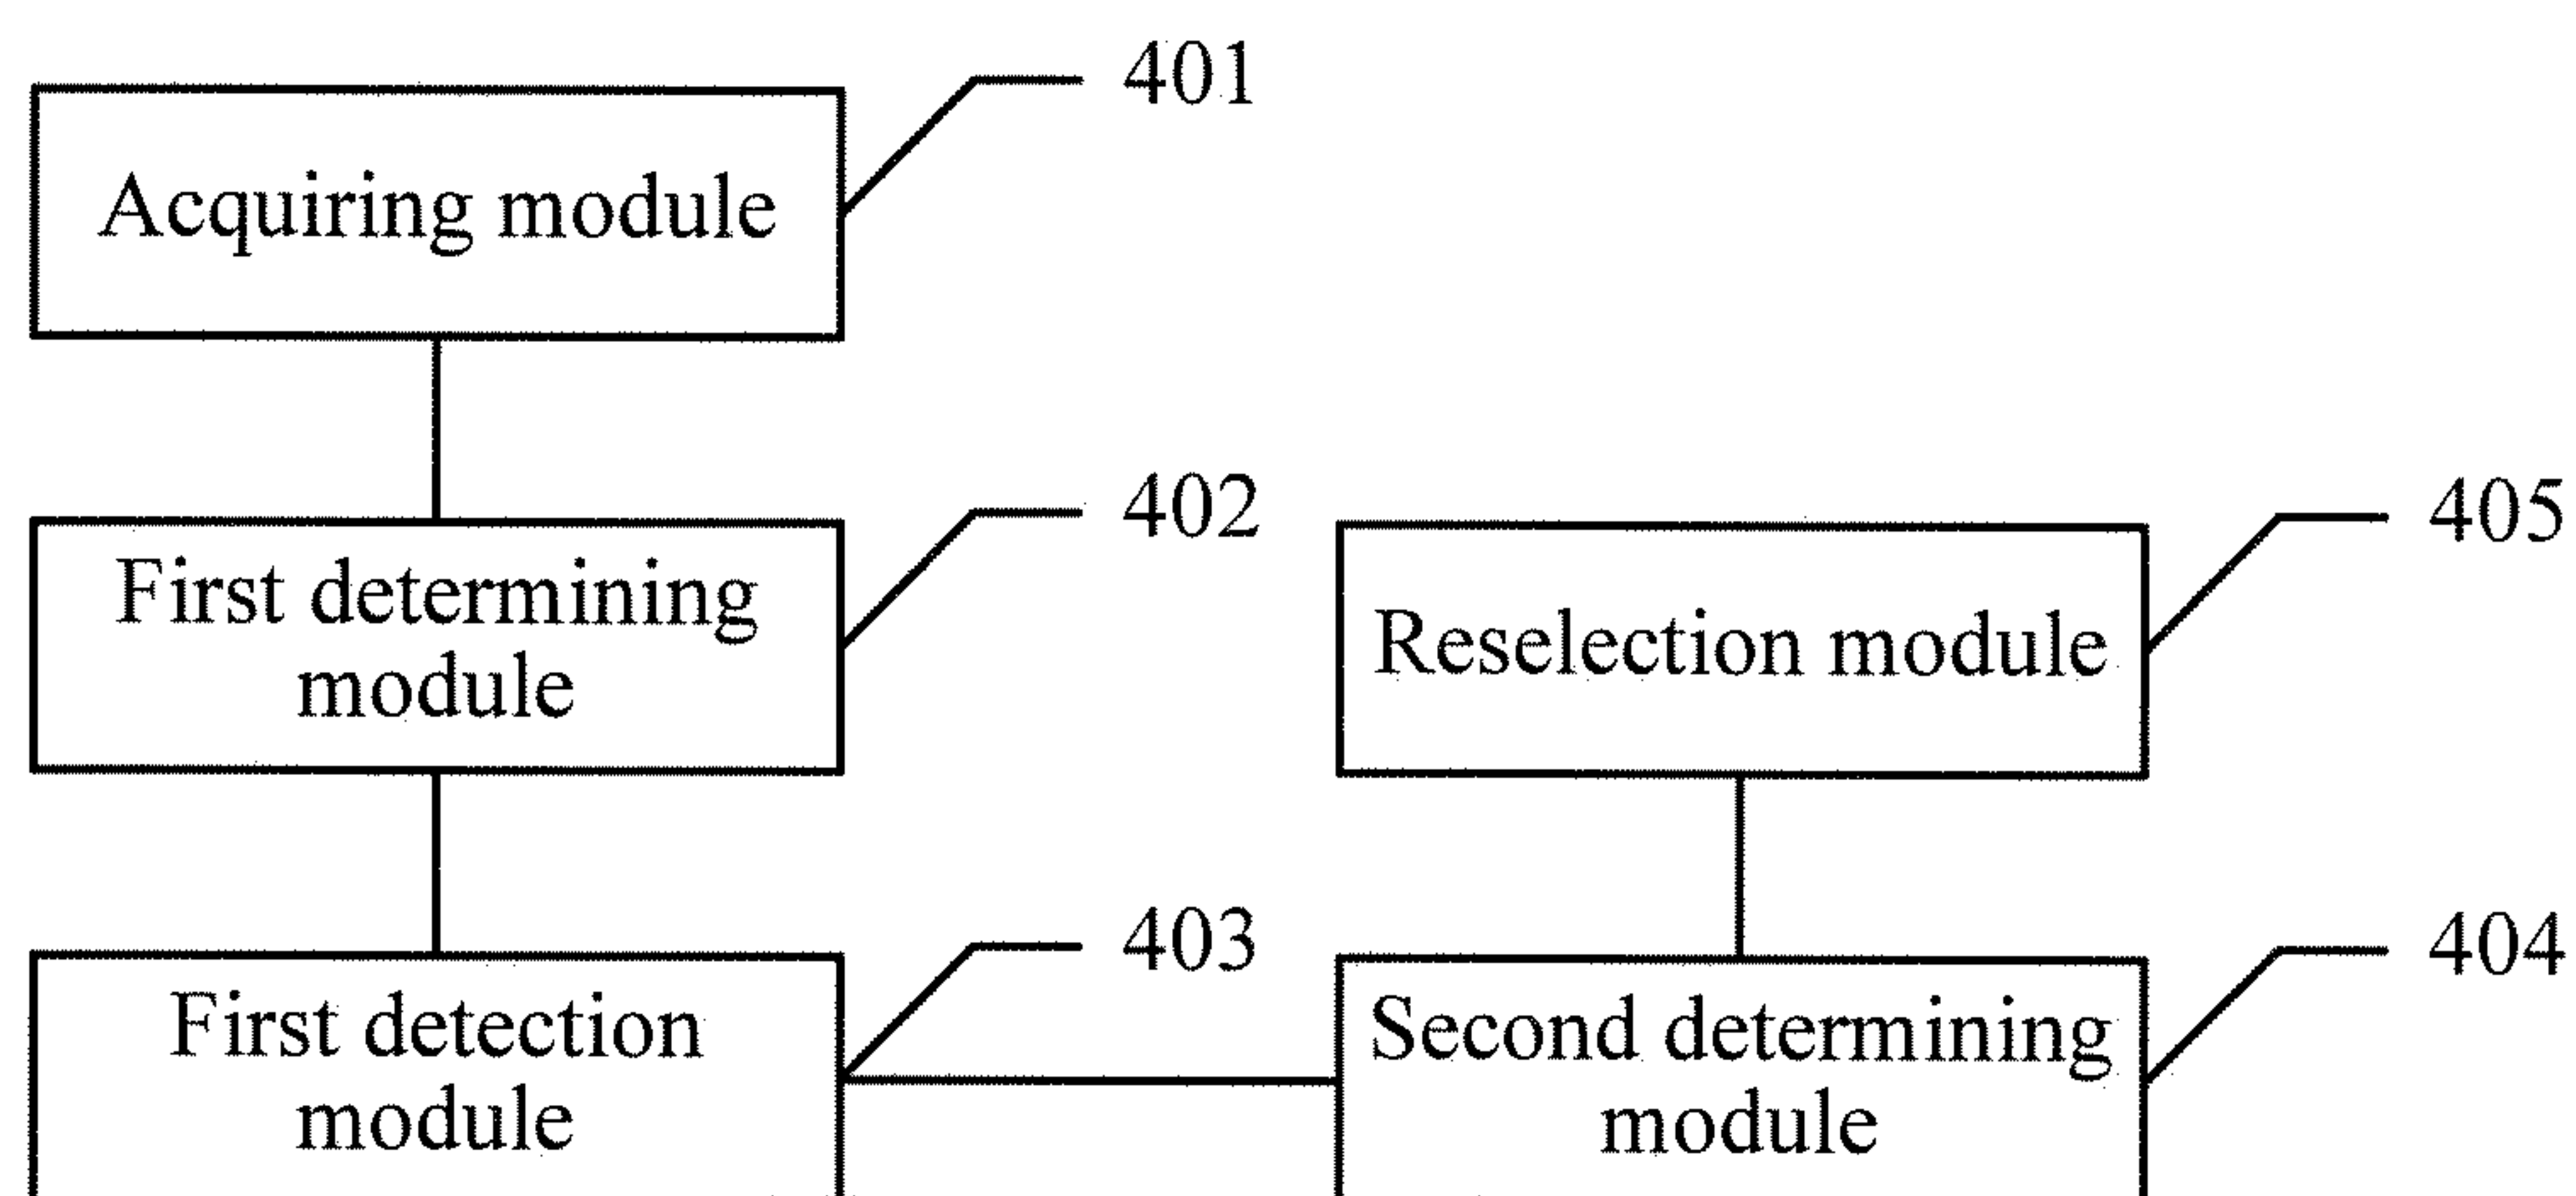 401
Acquiring module
402
First determining
module
405
Reselection module
403
First detection
module
404
Second determining
module